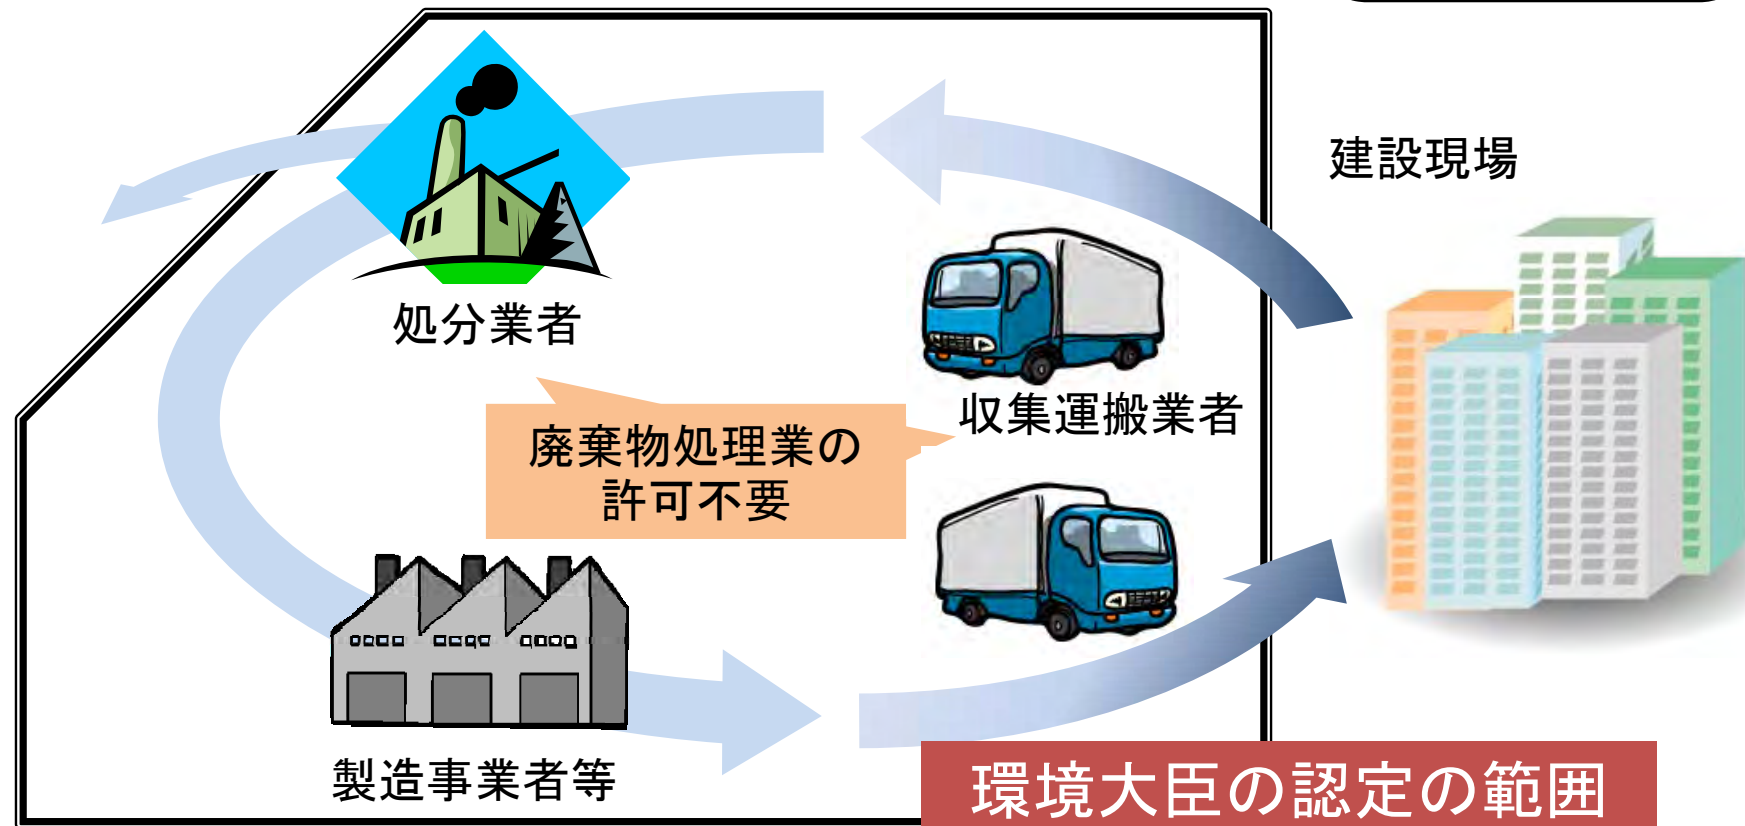 建設現場
処分業者
収集運搬業者
廃棄物処理業の
許可不要
製造事業者等
環境大臣の認定の範囲